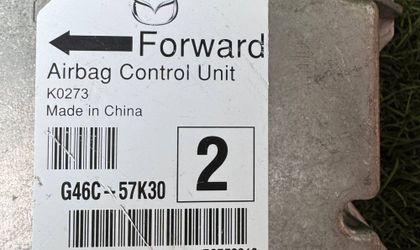 Forward
Airbag Control Unit
K0273
Made in China
2
G46C-57K30